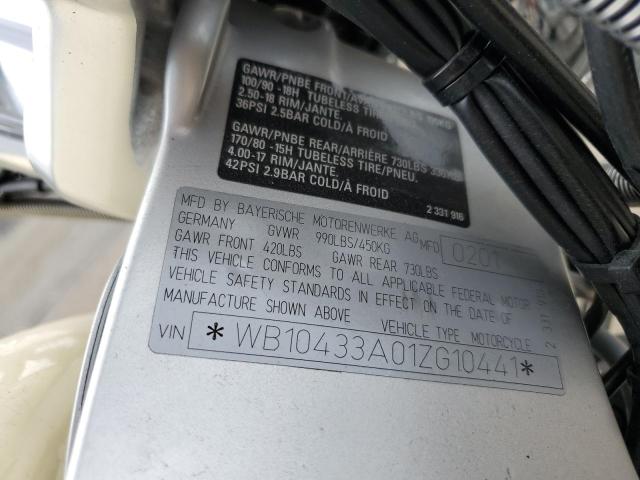 GAWR/PNBE FRONT/
100/90 -18H TUBELESS TIRE
2.50-18 RIM/JANTE.
36PSI 2.5BAR COLD/À FROID
GAWR/PNBE REAR/ARRIÈRE 730LBS
170/80 -15H TUBELESS TIRE/PNEU.
4.00-17 RIM/JANTE.
42PSI 2.9BAR COLD/À FROID
2 331 916
MFD BY BAYERISCHE MOTORENWERKE AG
GERMANY GVWR 990LBS/450KG MFD 0201
GAWR FRONT 420LBS GAWR REAR 730LBS
THIS VEHICLE CONFORMS TO ALL APPLICABLE FEDERAL MOTOR
VEHICLE SAFETY STANDARDS IN EFFECT ON THE DATE OF
MANUFACTURE SHOWN ABOVE VEHICLE TYPE MOTORCYCLE
VIN *WB10433A01ZG10441*
2 331